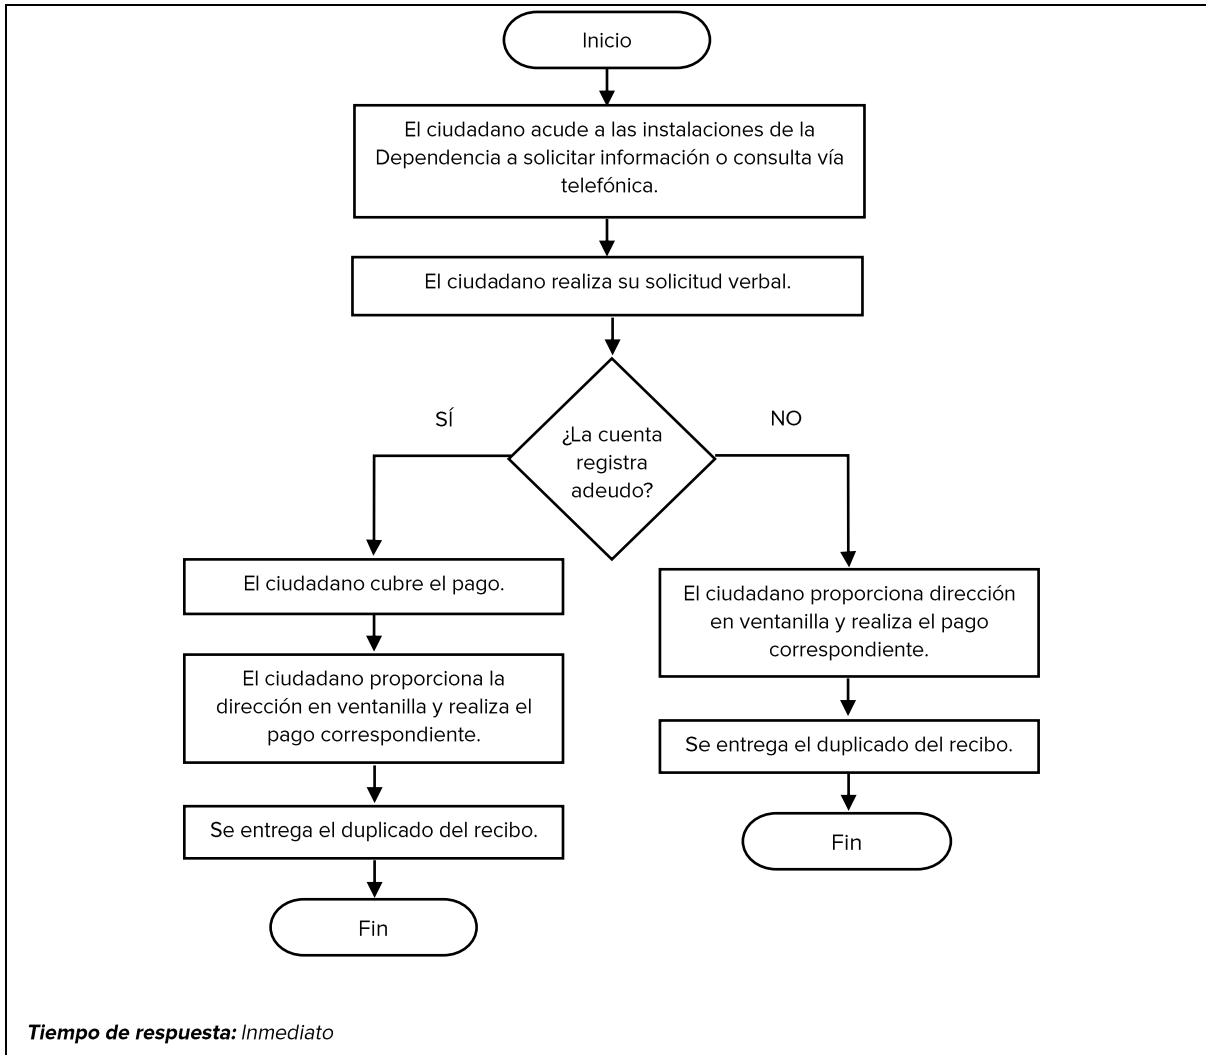 Inicio
El ciudadano acude a las instalaciones de la
Dependencia a solicitar información o consulta vía
telefónica.
El ciudadano realiza su solicitud verbal.
¿La cuenta
registra
adeudo?
SÍ
El ciudadano cubre el pago.
El ciudadano proporciona la
dirección en ventanilla y realiza el
pago correspondiente.
Se entrega el duplicado del recibo.
Fin
NO
El ciudadano proporciona dirección
en ventanilla y realiza el pago
correspondiente.
Se entrega el duplicado del recibo.
Fin
Tiempo de respuesta: Inmediato